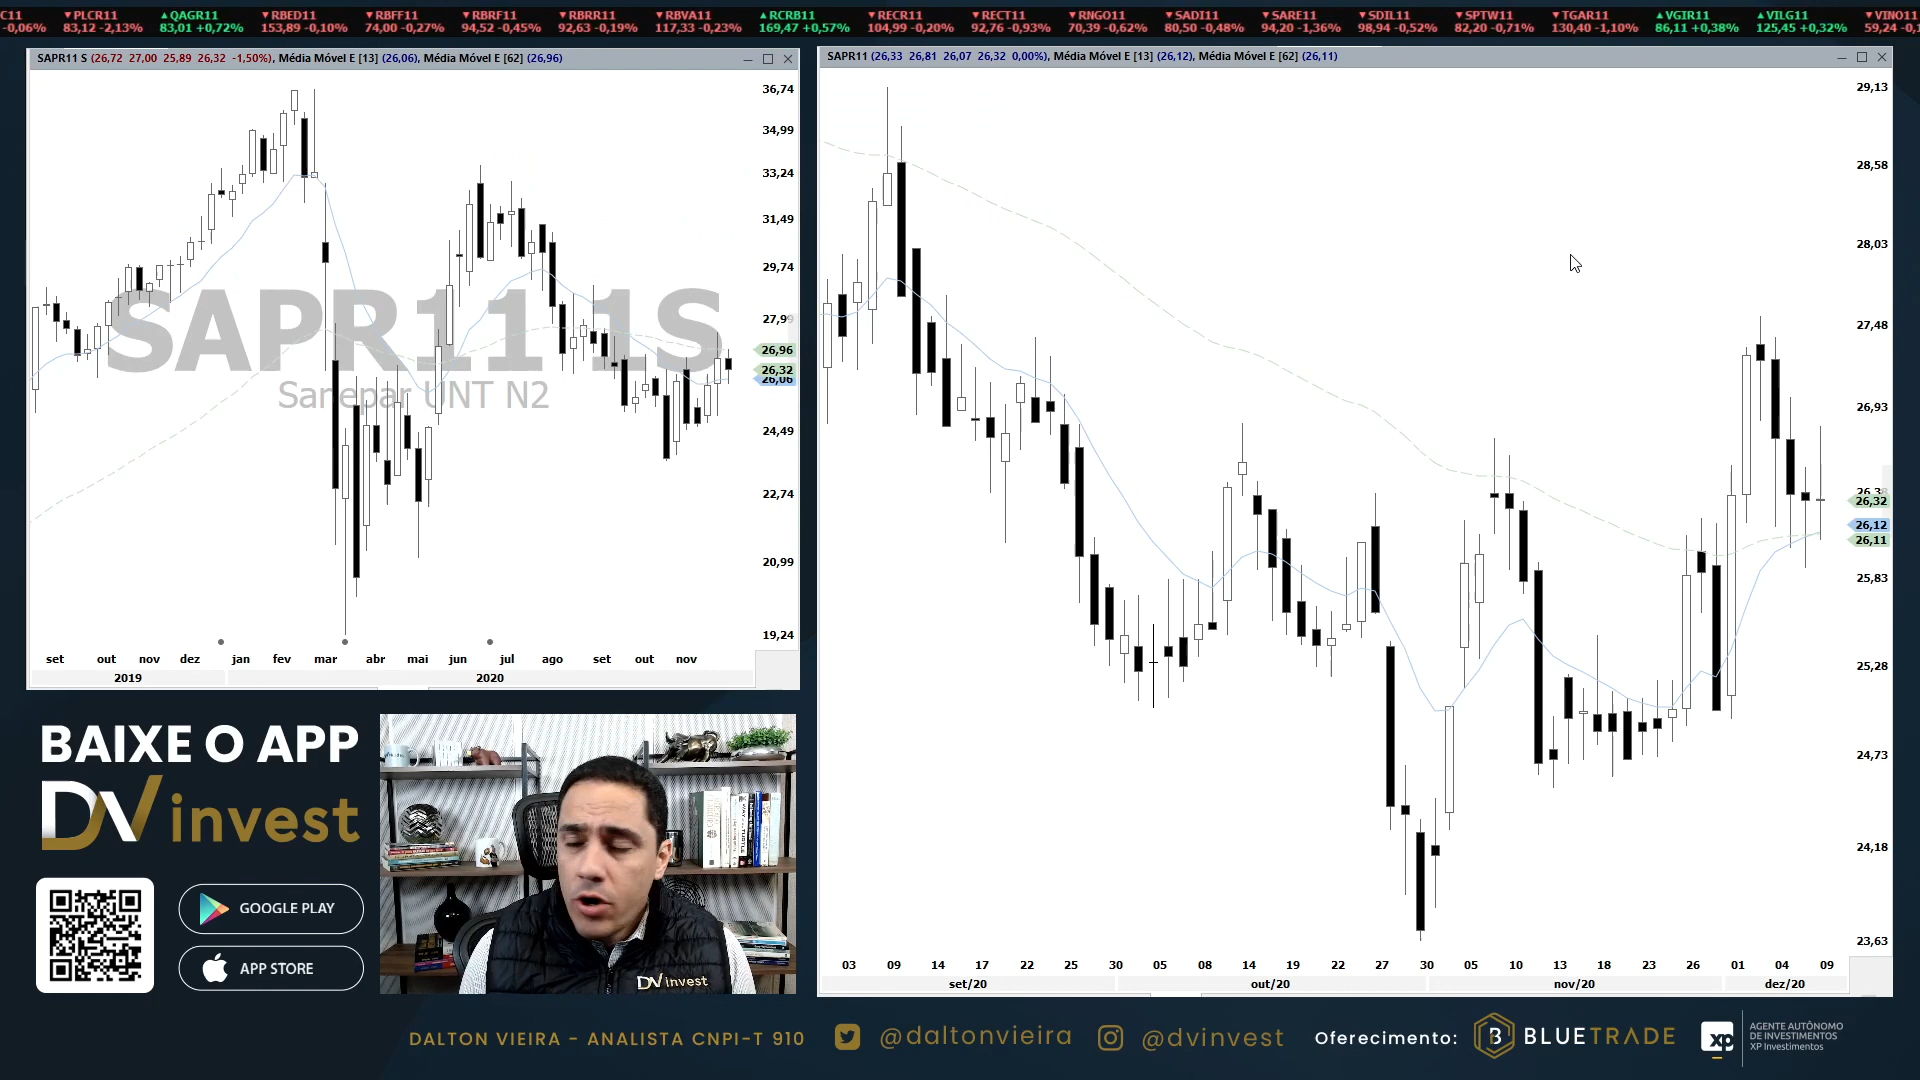 C11 ▼PLCR11 ▲QAGR11 ▼RBED11 ▼RBFF11 ▼RBRF11 ▼RBRR11 ▼RBVA11 ▲RCRB11 ▼RECR11 ▼RECT11 ▼RNGO11 ▼SADI11 ▼SARE11 ▼SDIL11 ▼SPTW11 ▼TGAR11 ▲VGIR11 ▲VILG11 ▼VINO11
-0,06% 83,12 -2,13% 83,01 +0,72% 153,89 -0,10% 74,00 -0,27% 94,52 -0,45% 92,63 -0,19% 117,33 -0,23% 169,47 +0,57% 104,99 -0,20% 92,76 -0,93% 70,39 -0,62% 80,50 -0,48% 94,20 -1,36% 98,94 -0,52% 82,20 -0,71% 130,40 -1,10% 86,11 +0,38% 125,45 +0,32% 59,24
SAPR11 S (26,72 27,00 25,89 26,32 -1,50%), Média Móvel E [13] (26,06), Média Móvel E [62] (26,96)
36,74
34,99
33,24
31,49
29,74
27,99
26,96
26,32
26,06
24,49
22,74
20,99
19,24
SAPR11 1S
Sanepar UNT N2
set out nov dez jan fev mar abr mai jun jul ago set out nov
2019 2020
SAPR11 (26,33 26,81 26,07 26,32 0,00%), Média Móvel E [13] (26,12), Média Móvel E [62] (26,11)
29,13
28,58
28,03
27,48
26,93
26,32
26,12
26,11
25,83
25,28
24,73
24,18
23,63
03 09 14 17 22 25 30 05 08 14 19 22 27 30 05 10 13 18 23 26 01 04 09
set/20 out/20 nov/20 dez/20
BAIXE O APP
DV invest
GOOGLE PLAY
APP STORE
DV invest
DALTON VIEIRA - ANALISTA CNPI-T 910 @daltonvieira @dvinvest Oferecimento: BLUETRADE xp
AGENTE AUTÔNOMO
DE INVESTIMENTOS
XP Investimentos